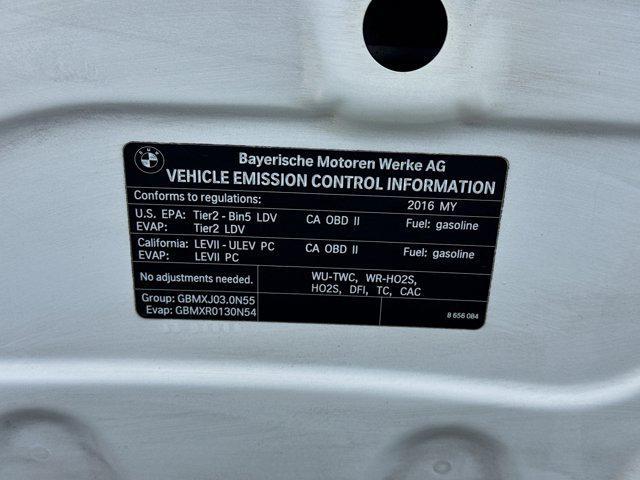 BMW
Bayerische Motoren Werke AG
VEHICLE EMISSION CONTROL INFORMATION
Conforms to regulations: 2016 MY
U.S. EPA: Tier2 - Bin5 LDV CA OBD II Fuel: gasoline
EVAP: Tier2 LDV
California: LEVII - ULEV PC CA OBD II Fuel: gasoline
EVAP: LEVII PC
No adjustments needed. WU-TWC, WR-HO2S,
HO2S, DFI, TC, CAC
Group: GBMXJ03.0N55
Evap: GBMXR0130N54 8 656 084